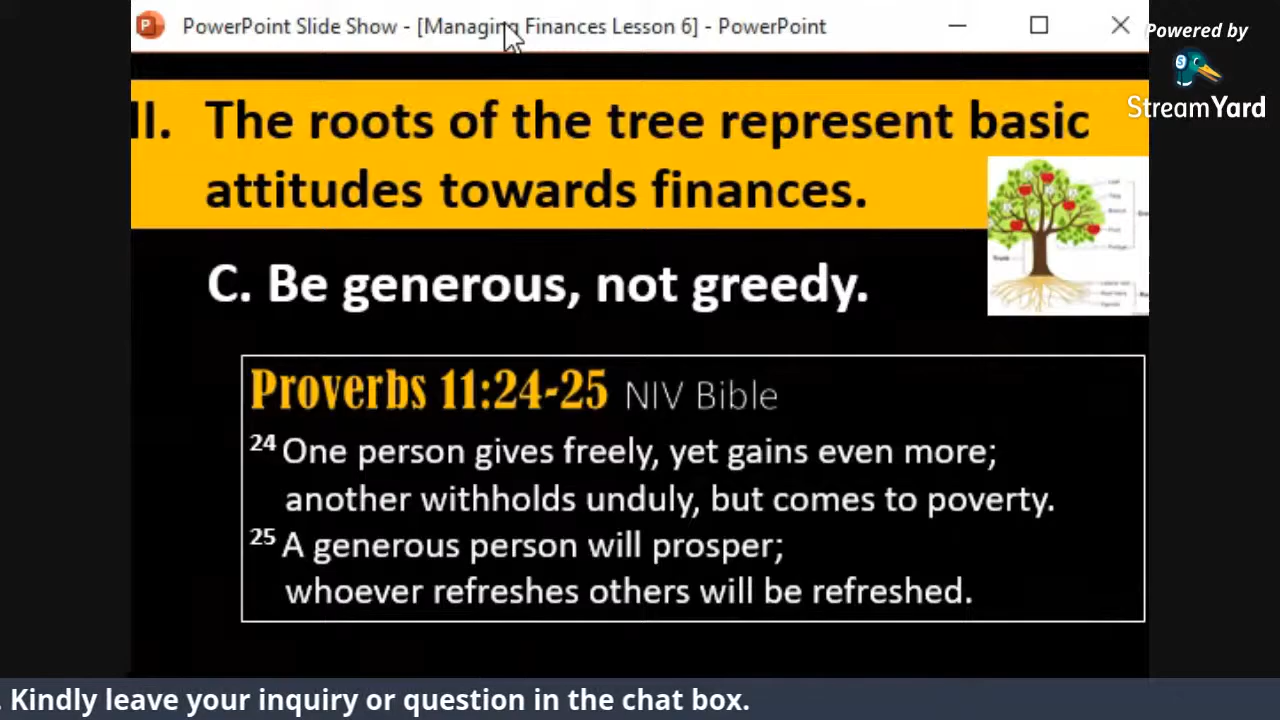 PowerPoint Slide Show - [Managing Finances Lesson 6] - PowerPoint
Powered by
StreamYard
II. The roots of the tree represent basic
attitudes towards finances.
C. Be generous, not greedy.
Proverbs 11:24-25 NIV Bible
24 One person gives freely, yet gains even more;
another withholds unduly, but comes to poverty.
25 A generous person will prosper;
whoever refreshes others will be refreshed.
. Kindly leave your inquiry or question in the chat box.